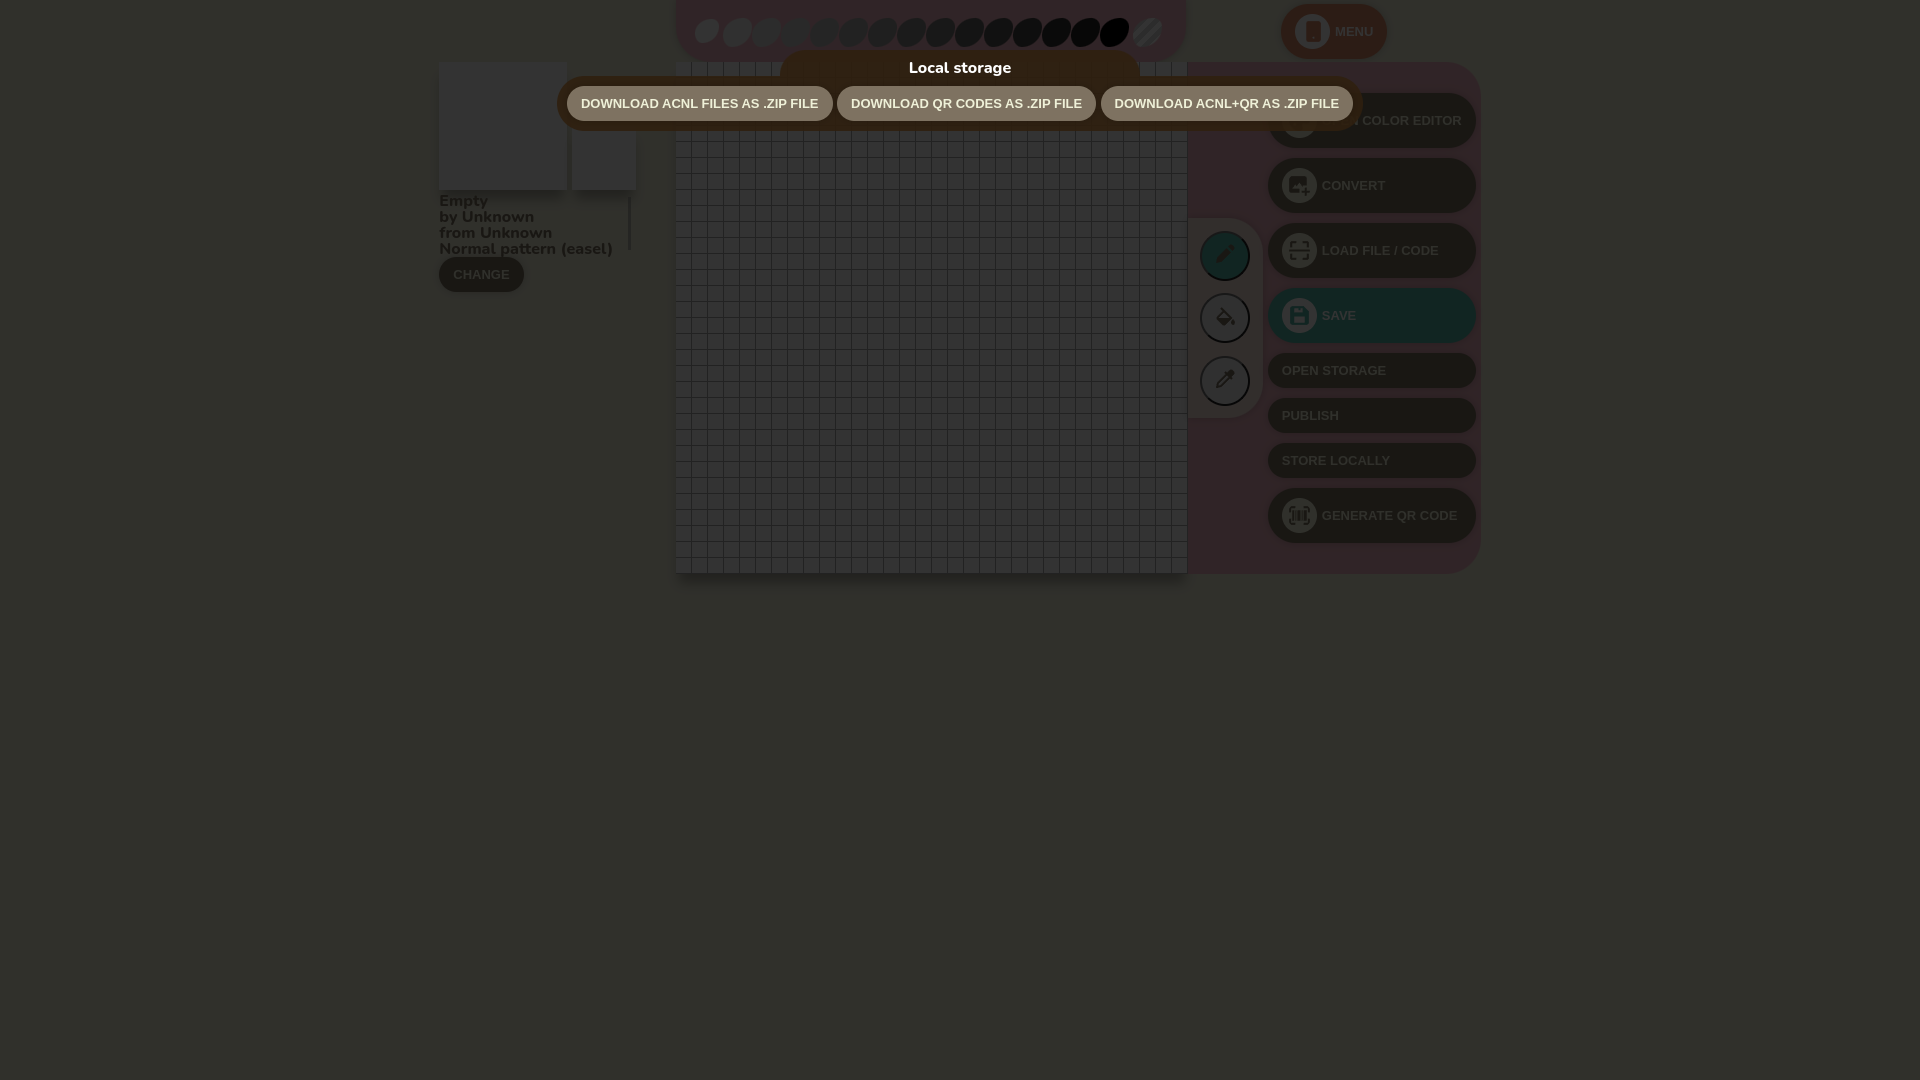 MENU
Local storage
DOWNLOAD ACNL FILES AS .ZIP FILE
DOWNLOAD QR CODES AS .ZIP FILE
DOWNLOAD ACNL+QR AS .ZIP FILE
COLOR EDITOR
CONVERT
Empty
by Unknown
from Unknown
Normal pattern (easel)
CHANGE
LOAD FILE / CODE
SAVE
OPEN STORAGE
PUBLISH
STORE LOCALLY
GENERATE QR CODE